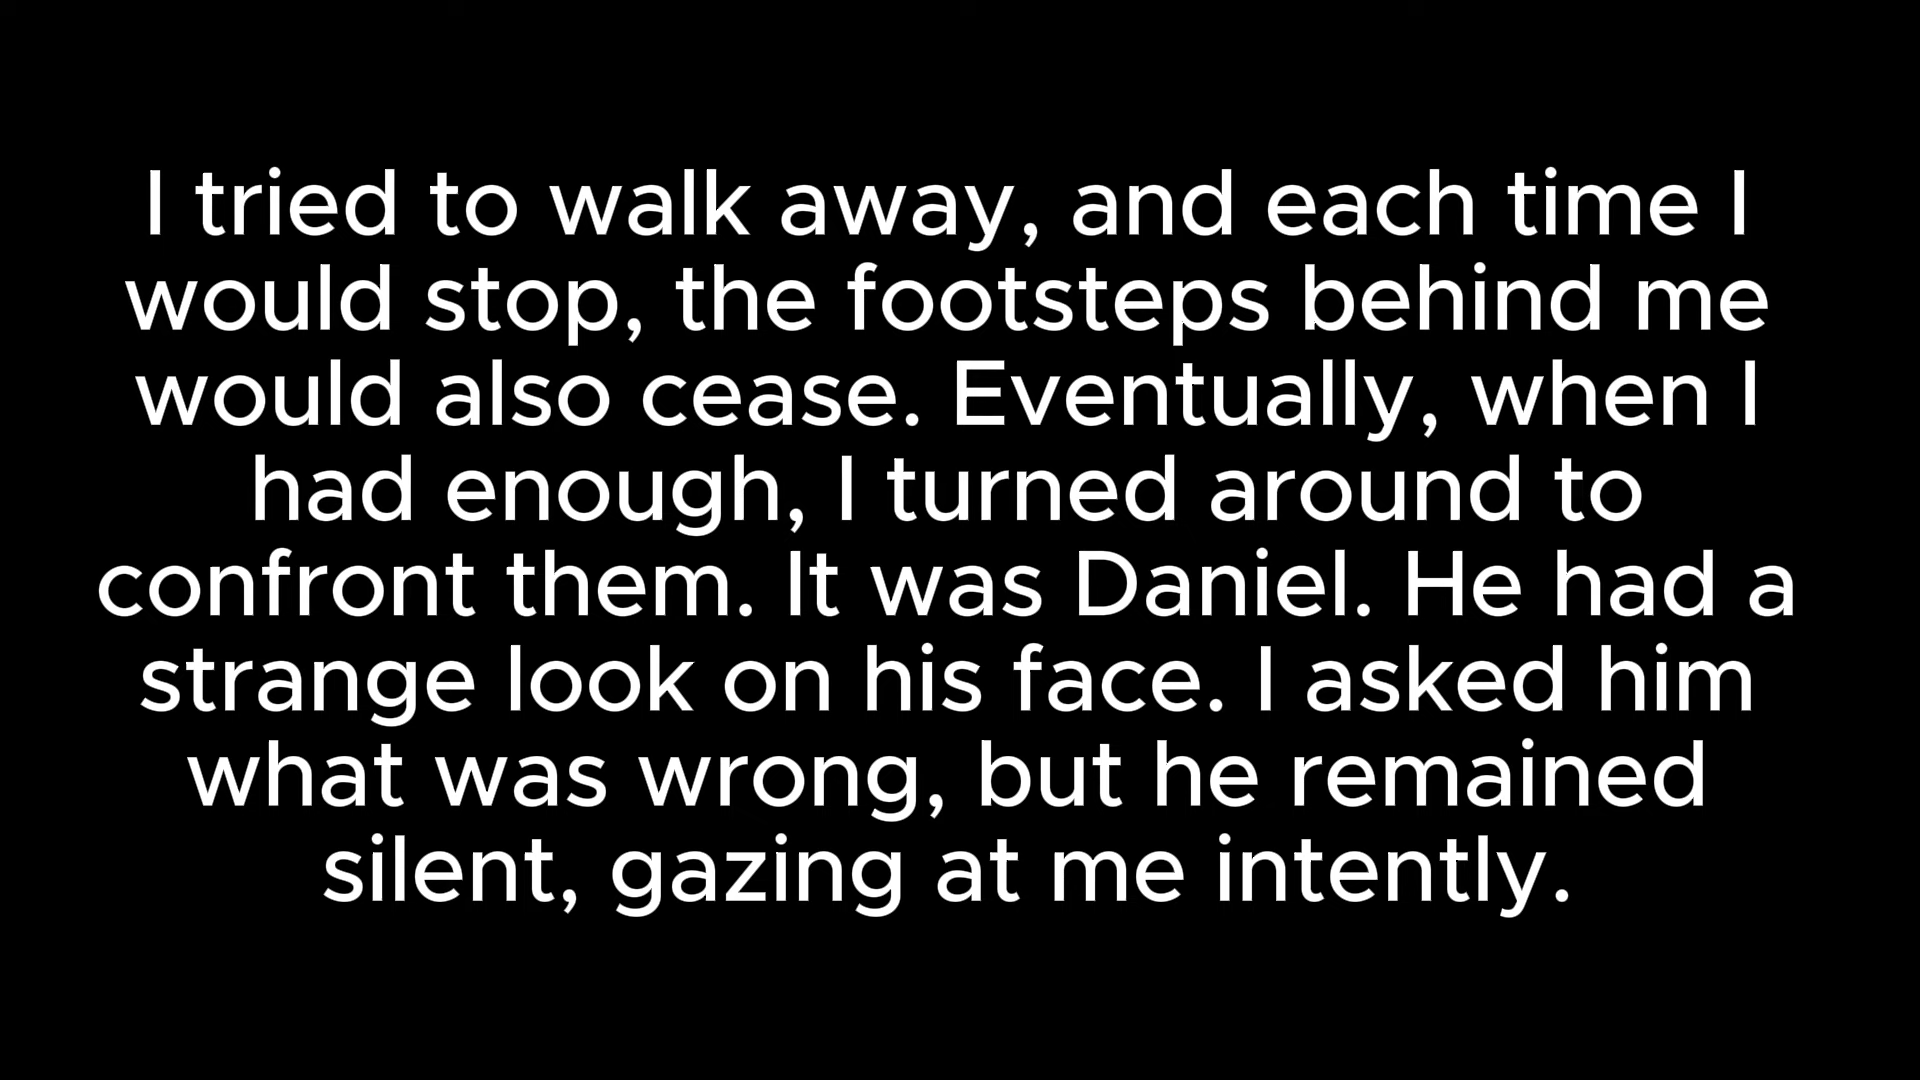 I tried to walk away, and each time I
would stop, the footsteps behind me
would also cease. Eventually, when I
had enough, I turned around to
confront them. It was Daniel. He had a
strange look on his face. I asked him
what was wrong, but he remained
silent, gazing at me intently.